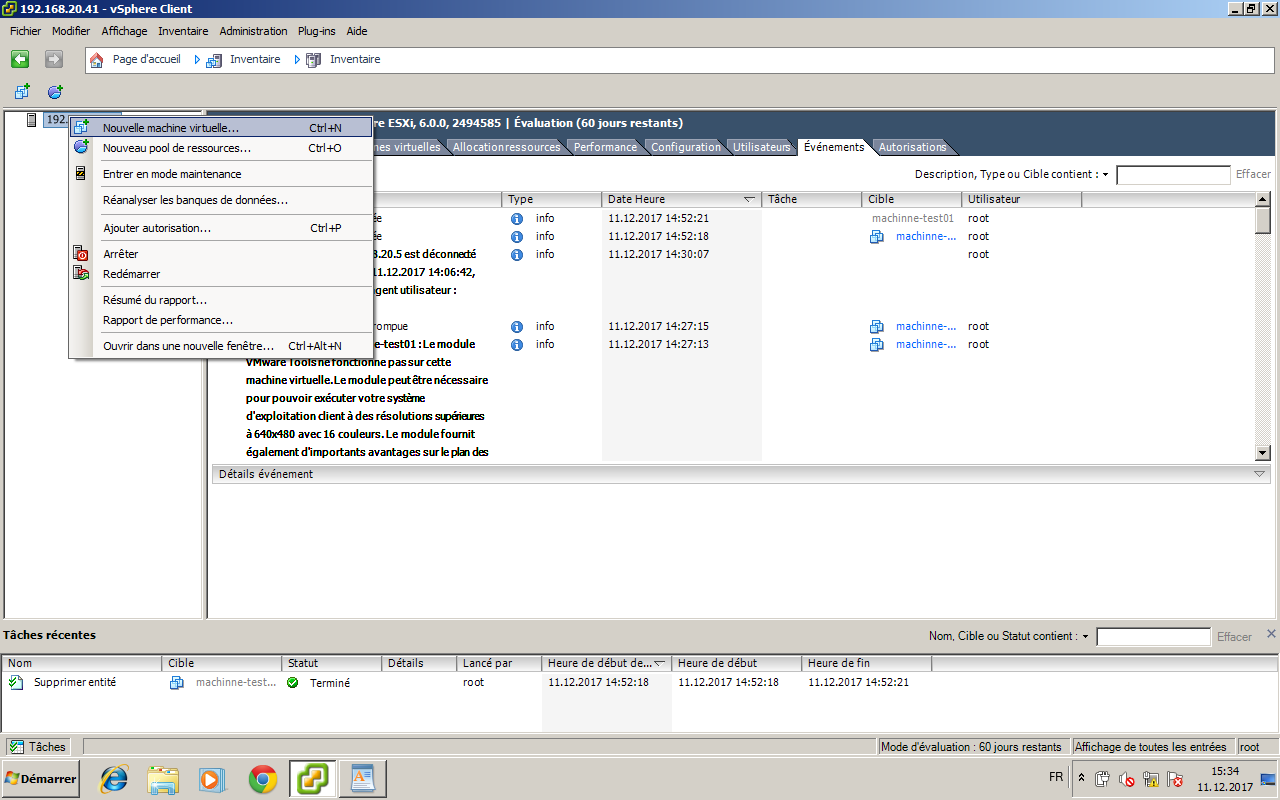 192.168.20.41 - vSphere Client
Fichier Modifier Affichage Inventaire Administration Plug-ins Aide
Page d'accueil Inventaire Inventaire
192.
re ESXi, 6.0.0, 2494585 | Évaluation (60 jours restants)
Nouvelle machine virtuelle... Ctrl+N
Nouveau pool de ressources... Ctrl+O
Entrer en mode maintenance
Réanalyser les banques de données...
Ajouter autorisation... Ctrl+P
Arrêter
Redémarrer
Résumé du rapport...
Rapport de performance...
Ouvrir dans une nouvelle fenêtre... Ctrl+Alt+N
nes virtuelles Allocation ressources Performance Configuration Utilisateurs Événements Autorisations
Description, Type ou Cible contient : Effacer
Type Date Heure Tâche Cible Utilisateur
ée info 11.12.2017 14:52:21 machinne-test01 root
ée info 11.12.2017 14:52:18 machinne-... root
8.20.5 est déconnecté info 11.12.2017 14:30:07 root
11.12.2017 14:06:42,
gent utilisateur :
rompue info 11.12.2017 14:27:15 machinne-... root
e-test01 : Le module info 11.12.2017 14:27:13 machinne-... root
VMware Tools ne fonctionne pas sur cette
machine virtuelle. Le module peut être nécessaire
pour pouvoir exécuter votre système
d'exploitation client à des résolutions supérieures
à 640x480 avec 16 couleurs. Le module fournit
également d'importants avantages sur le plan des
Détails événement
Tâches récentes
Nom, Cible ou Statut contient : Effacer
Nom Cible Statut Détails Lancé par Heure de début de... Heure de début Heure de fin
Supprimer entité machinne-test... Terminé root 11.12.2017 14:52:18 11.12.2017 14:52:18 11.12.2017 14:52:21
Tâches
Mode d'évaluation : 60 jours restants Affichage de toutes les entrées root
Démarrer
FR
15:34
11.12.2017